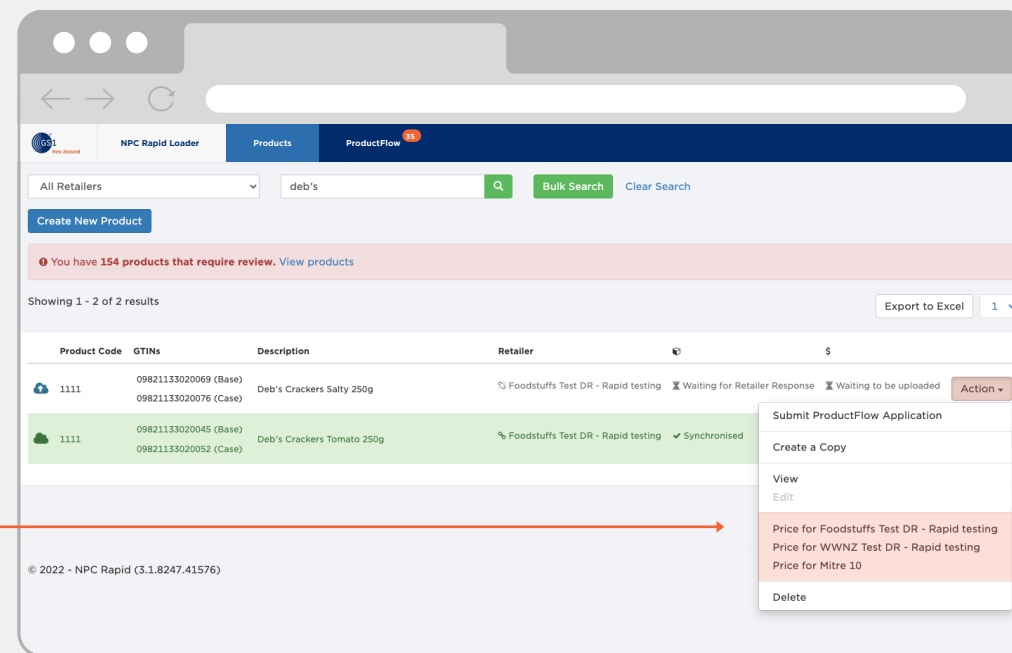 GS1
New Zealand
NPC Rapid Loader
Products
ProductFlow
35
All Retailers
deb's
Bulk Search
Clear Search
Create New Product
You have 154 products that require review. View products
Showing 1 - 2 of 2 results
Export to Excel
1
Product Code GTINs Description Retailer $
1111 09821133020069 (Base) Deb's Crackers Salty 250g Foodstuffs Test DR - Rapid testing Waiting for Retailer Response Waiting to be uploaded Action
09821133020076 (Case)
1111 09821133020045 (Base) Deb's Crackers Tomato 250g Foodstuffs Test DR - Rapid testing Synchronised
09821133020052 (Case)
Submit ProductFlow Application
Create a Copy
View
Edit
Price for Foodstuffs Test DR - Rapid testing
Price for WWNZ Test DR - Rapid testing
Price for Mitre 10
Delete
© 2022 - NPC Rapid (3.1.8247.41576)